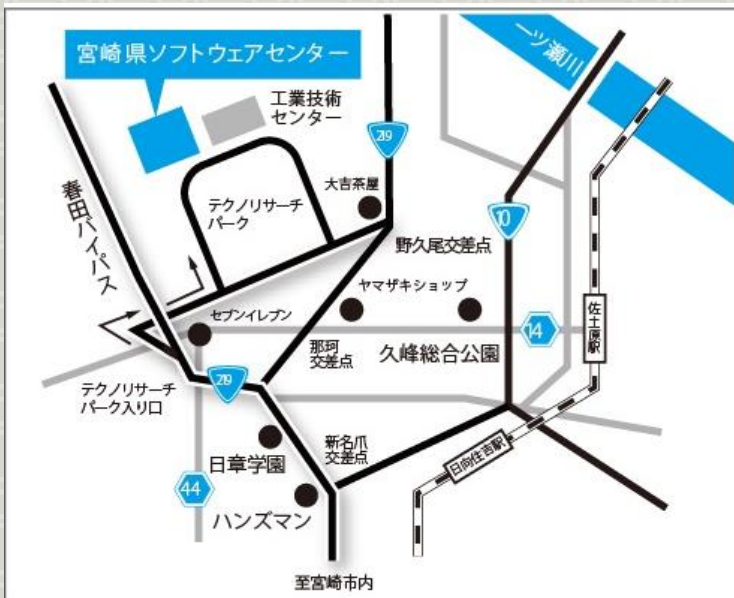 宮崎県ソフトウェアセンター
一ツ瀬川
工業技術
センター
219
大吉茶屋
春田バイパス
テクノリサーチ
パーク
10
野久尾交差点
ヤマザキショップ
セブンイレブン
佐土原駅
14
那珂
交差点
久峰総合公園
219
テクノリサーチ
パーク入り口
新名爪
交差点
日向住吉駅
日章学園
44
ハンズマン
至宮崎市内